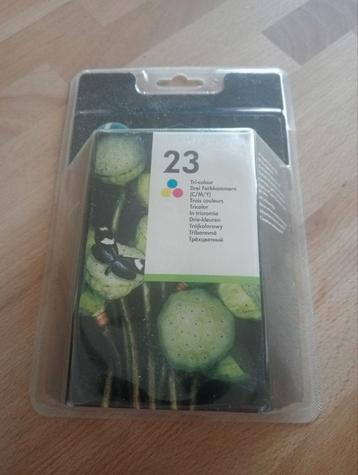 23
Tri-colour
Drei Farbkammern
(C/M/Y)
Trois couleurs
Tricolor
In tricromia
Drie-kleuren
Trójkolorowy
Tříbarevná
Трехцветный